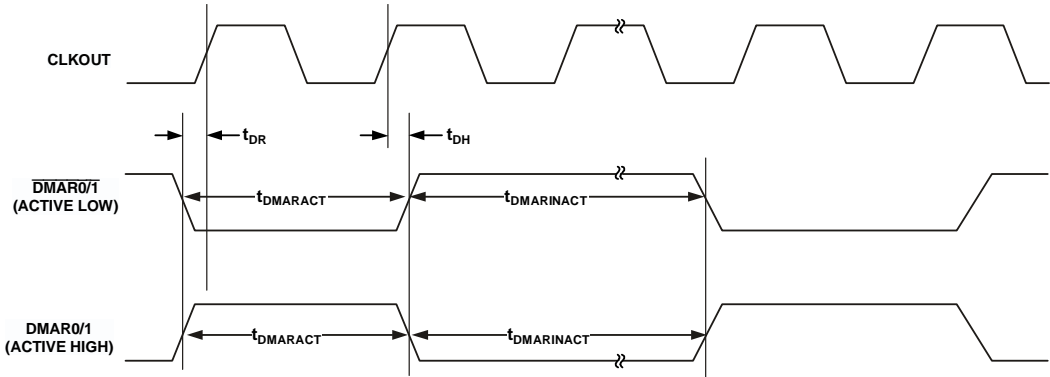 CLKOUT
tDR
tDH
DMAR0/1
(ACTIVE LOW)
tDMARACT
tDMARINACT
DMAR0/1
(ACTIVE HIGH)
tDMARACT
tDMARINACT